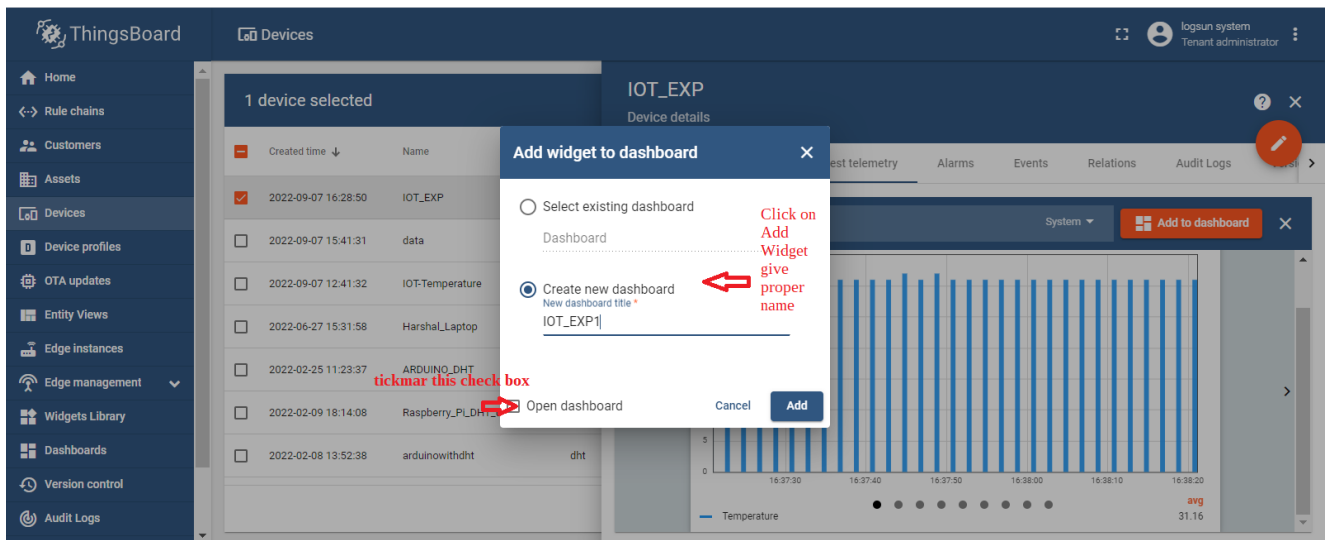 ThingsBoard
Devices
logsun system
Tenant administrator
Home
Rule chains
Customers
Assets
Devices
Device profiles
OTA updates
Entity Views
Edge instances
Edge management
Widgets Library
Dashboards
Version control
Audit Logs
1 device selected
Created time
Name
2022-09-07 16:28:50 IOT_EXP
2022-09-07 15:41:31 data
2022-09-07 12:41:32 IOT-Temperature
2022-06-27 15:31:58 Harshal_Laptop
2022-02-25 11:23:37 ARDUINO_DHT
2022-02-09 18:14:08 Raspberry_Pi_DHT
2022-02-08 13:52:38 arduinowithdht dht
IOT_EXP
Device details
est telemetry Alarms Events Relations Audit Logs
System
Add to dashboard
Add widget to dashboard
Select existing dashboard
Dashboard
Create new dashboard
New dashboard title *
IOT_EXP1
Open dashboard
Cancel
Add
Click on
Add
Widget
give
proper
name
tickmar this check box
5
0
16:37:30 16:37:40 16:37:50 16:38:00 16:38:10 16:38:20
avg
Temperature 31.16